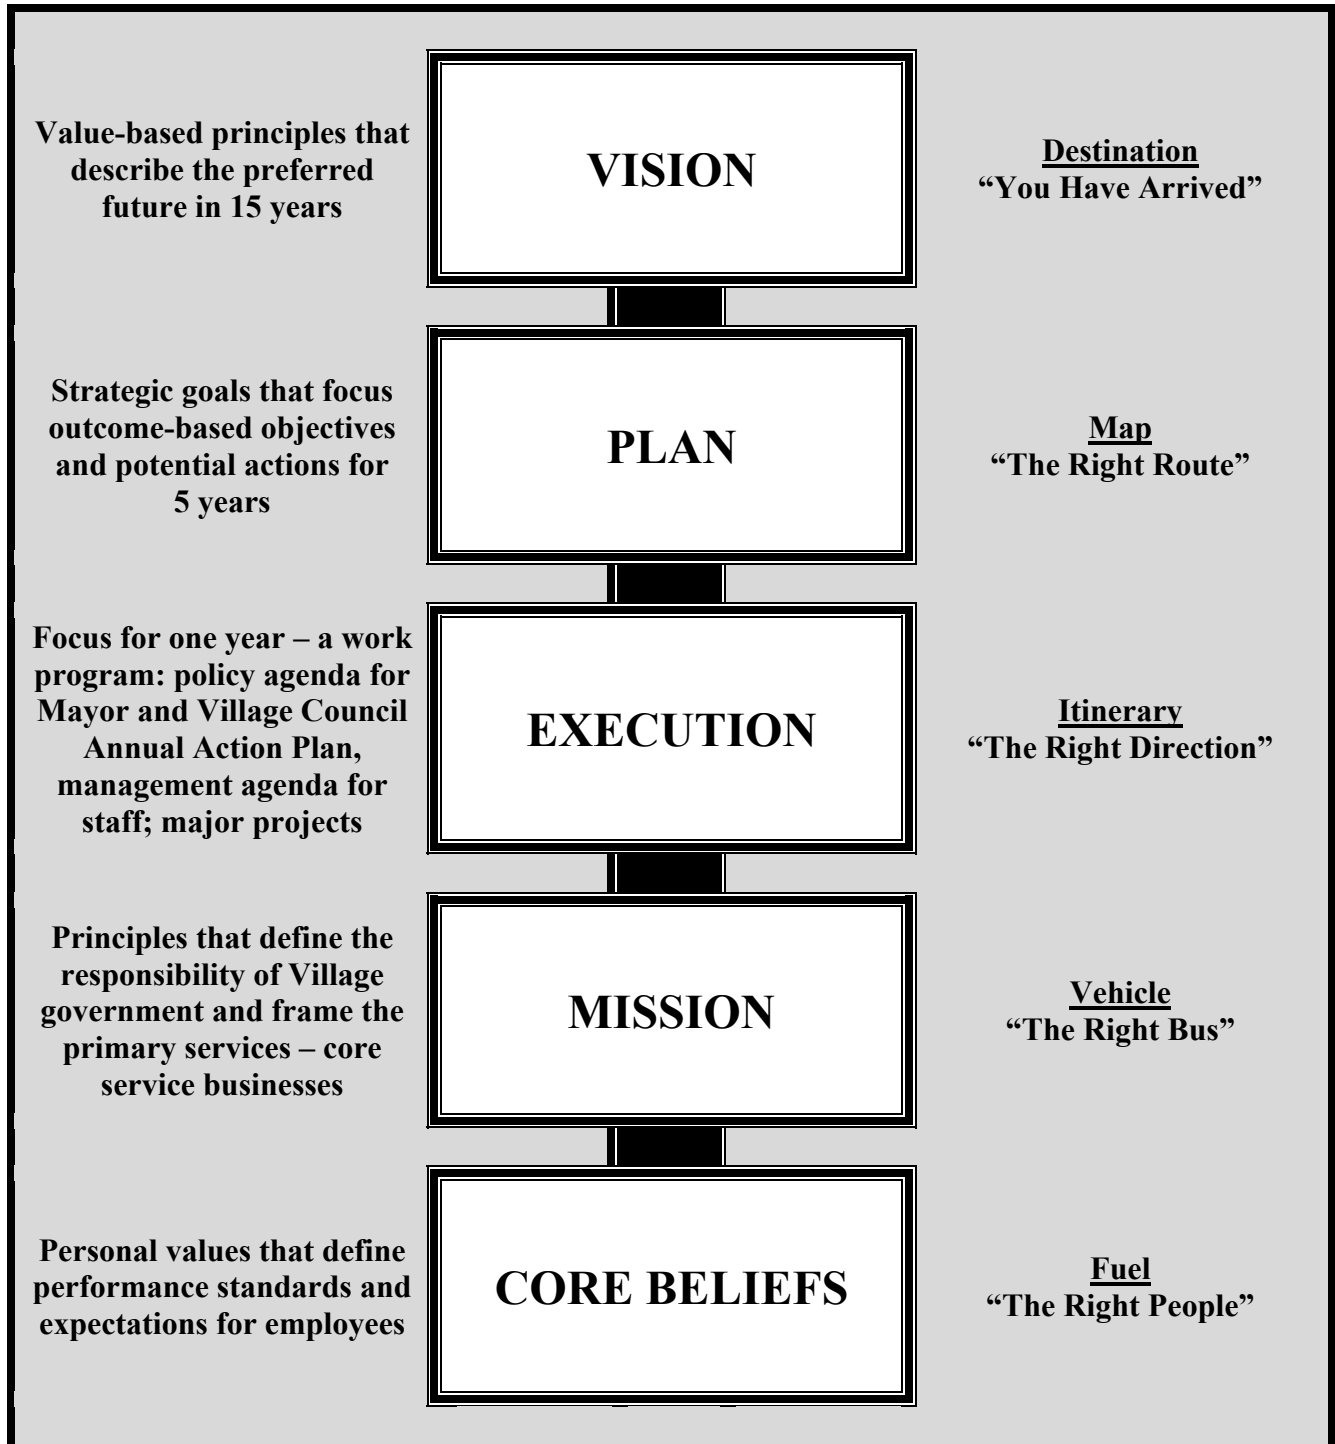 Value-based principles that
describe the preferred
future in 15 years
VISION
Destination
“You Have Arrived”
Strategic goals that focus
outcome-based objectives
and potential actions for
5 years
PLAN
Map
“The Right Route”
Focus for one year – a work
program: policy agenda for
Mayor and Village Council
Annual Action Plan,
management agenda for
staff; major projects
EXECUTION
Itinerary
“The Right Direction”
Principles that define the
responsibility of Village
government and frame the
primary services – core
service businesses
MISSION
Vehicle
“The Right Bus”
Personal values that define
performance standards and
expectations for employees
CORE BELIEFS
Fuel
“The Right People”